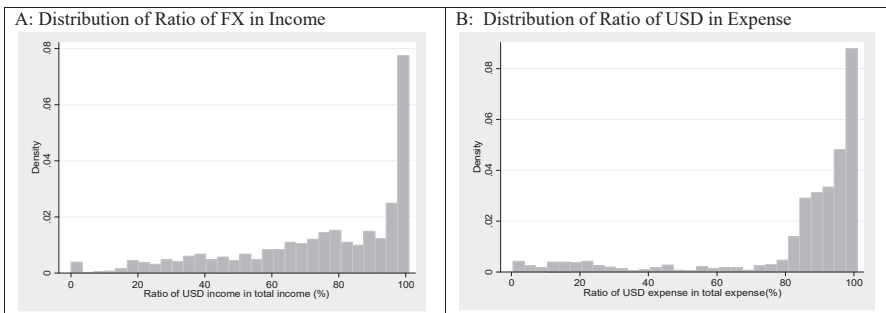 A: Distribution of Ratio of FX in Income
.08
.06
.04
.02
0
Density
0 20 40 60 80 100
Ratio of USD income in total income (%)
B: Distribution of Ratio of USD in Expense
.08
.06
.04
.02
0
Density
0 20 40 60 80 100
Ratio of USD expense in total expense(%)